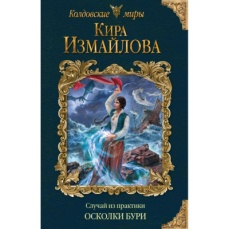 Колдовские миры
КИРА
ИЗМАЙЛОВА
Случай из практики
ОСКОЛКИ БУРИ